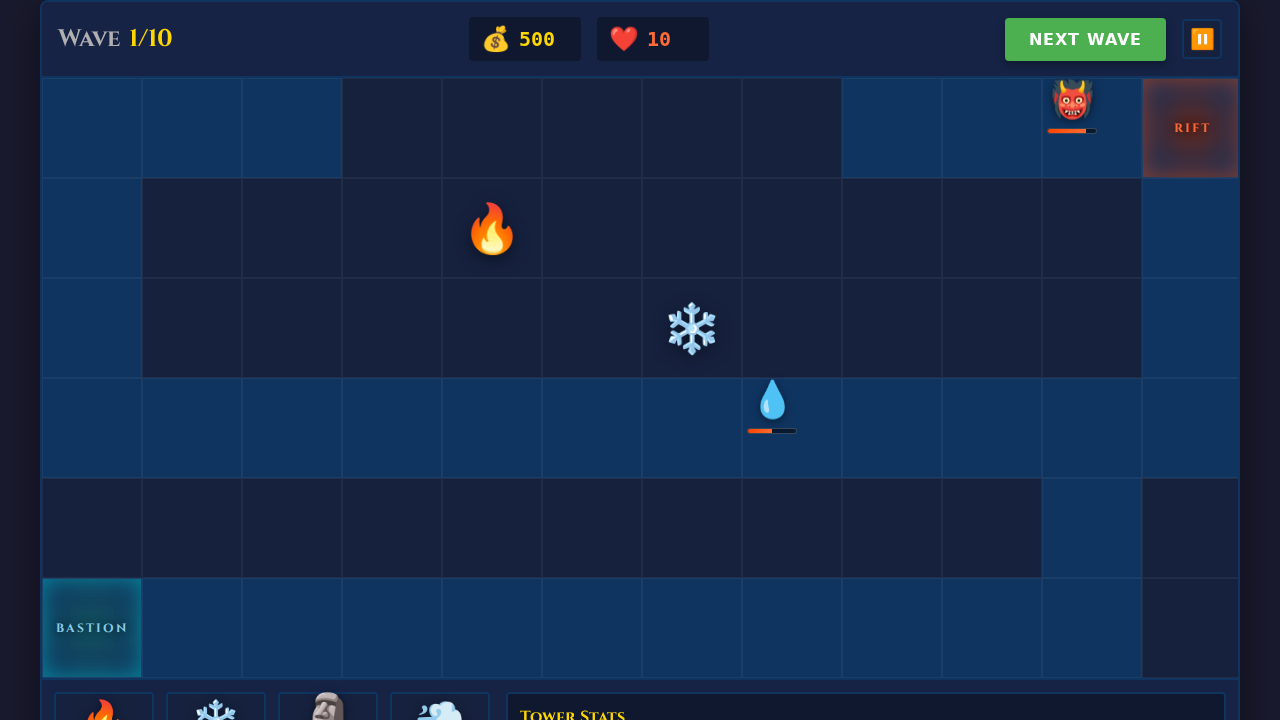 Wave 1/10
500
10
NEXT WAVE
RIFT
BASTION
Tower Stats